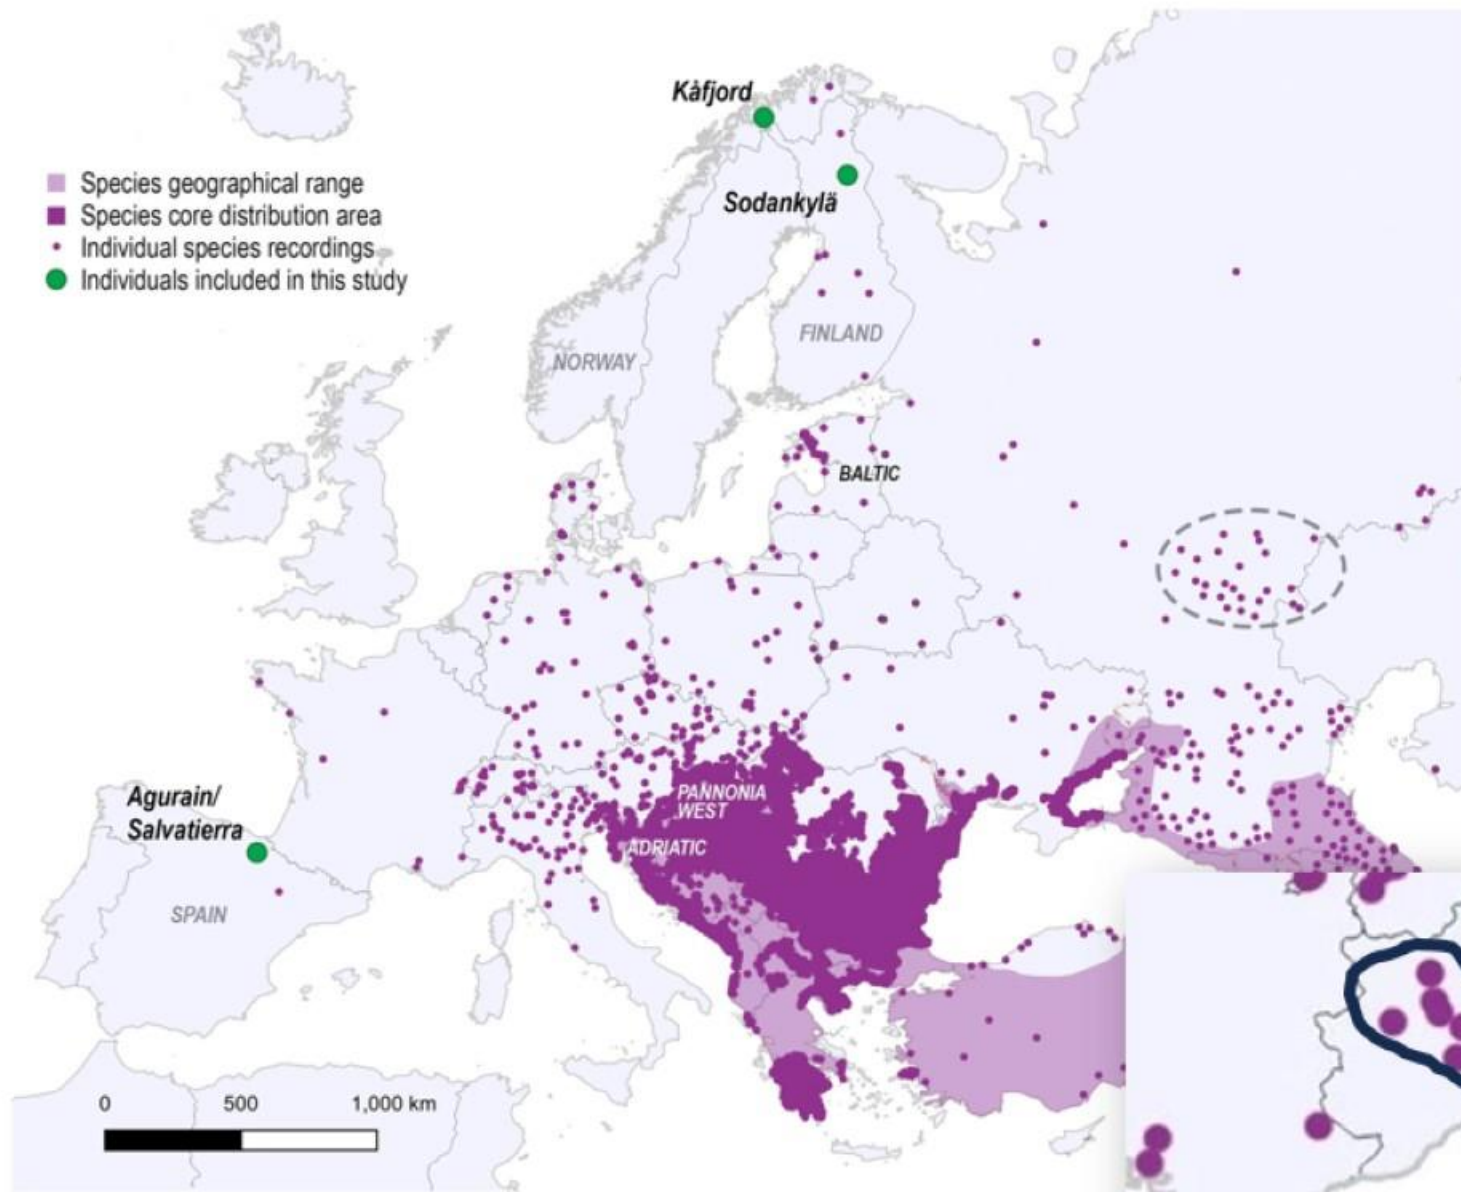 Kåfjord
Species geographical range
Species core distribution area
Individual species recordings
Individuals included in this study
Sodankylä
FINLAND
NORWAY
BALTIC
Agurain/
Salvatierra
PANNONIA
WEST
ADRIATIC
SPAIN
0 500 1,000 km